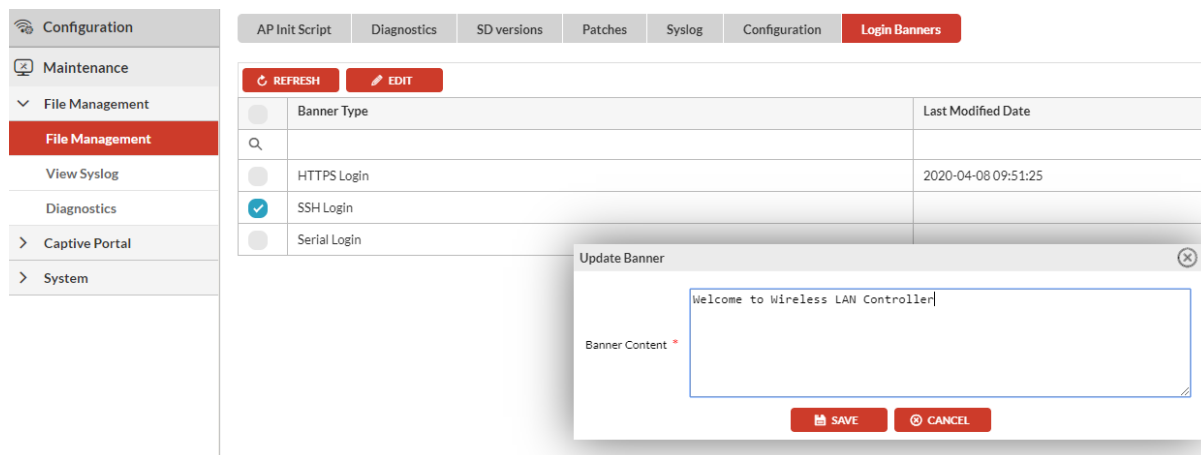 Configuration
Maintenance
File Management
File Management
View Syslog
Diagnostics
Captive Portal
System
AP Init Script Diagnostics SD versions Patches Syslog Configuration Login Banners
REFRESH EDIT
Banner Type Last Modified Date
HTTPS Login 2020-04-08 09:51:25
SSH Login
Serial Login
Update Banner
Welcome to Wireless LAN Controller
Banner Content *
SAVE CANCEL